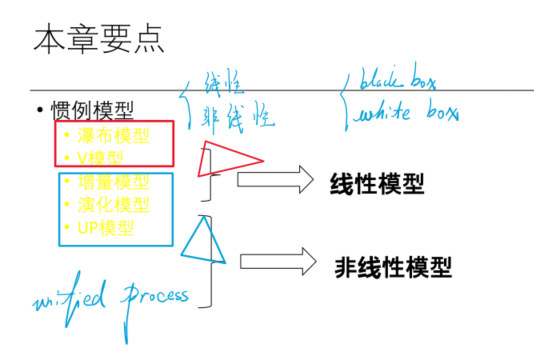 本章要点
线性
非线性
black box
white box
• 惯例模型
• 瀑布模型
• V模型
• 增量模型
• 演化模型
• UP模型
线性模型
非线性模型
unified process